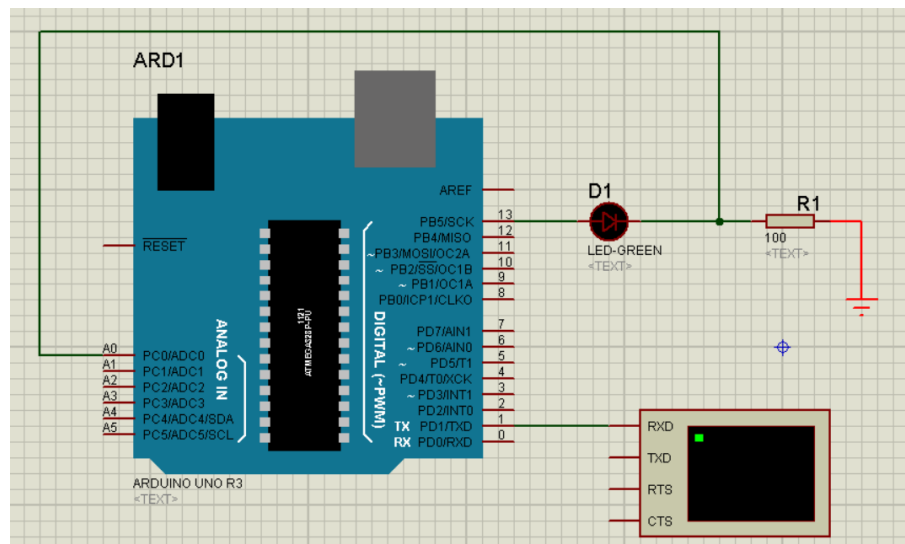 ARD1
AREF
RESET
PB5/SCK 13
PB4/MISO 12
~PB3/MOSI/OC2A 11
~ PB2/SS/OC1B 10
~ PB1/OC1A 9
PB0/ICP1/CLKO 8
PD7/AIN1 7
~ PD6/AIN0 6
~ PD5/T1 5
PD4/T0/XCK 4
~ PD3/INT1 3
PD2/INT0 2
TX PD1/TXD 1
RX PD0/RXD 0
A0 PC0/ADC0
A1 PC1/ADC1
A2 PC2/ADC2
A3 PC3/ADC3
A4 PC4/ADC4/SDA
A5 PC5/ADC5/SCL
ANALOG IN
1121
ATMEGA328P-PU
DIGITAL (~PWM)
ARDUINO UNO R3
<TEXT>
D1
LED-GREEN
<TEXT>
R1
100
<TEXT>
RXD
TXD
RTS
CTS